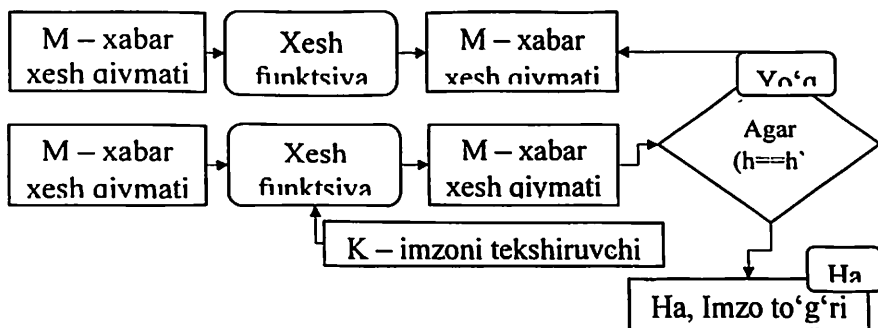 M – xabar
xesh qiymati
Xesh
funktsiya
M – xabar
xesh qiymati
Yo‘q
M – xabar
xesh qiymati
Xesh
funktsiya
M – xabar
xesh qiymati
Agar
(h==h`
K – imzoni tekshiruvchi
Ha
Ha, Imzo to‘g‘ri